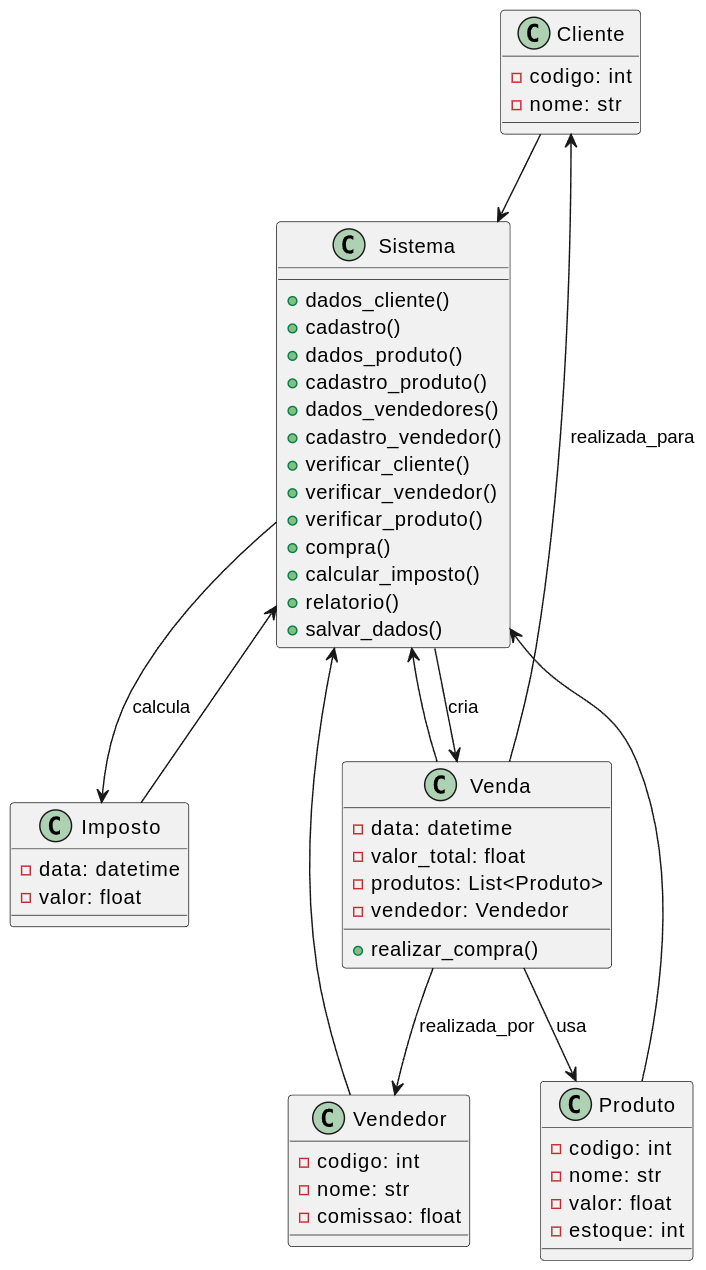 C Cliente
codigo: int
nome: str
C Sistema
dados_cliente()
cadastro()
dados_produto()
cadastro_produto()
dados_vendedores()
cadastro_vendedor()
verificar_cliente()
verificar_vendedor()
verificar_produto()
compra()
calcular_imposto()
relatorio()
salvar_dados()
realizada_para
calcula
cria
C Imposto
data: datetime
valor: float
C Venda
data: datetime
valor_total: float
produtos: List<Produto>
vendedor: Vendedor
realizar_compra()
realizada_por
usa
C Vendedor
codigo: int
nome: str
comissao: float
C Produto
codigo: int
nome: str
valor: float
estoque: int